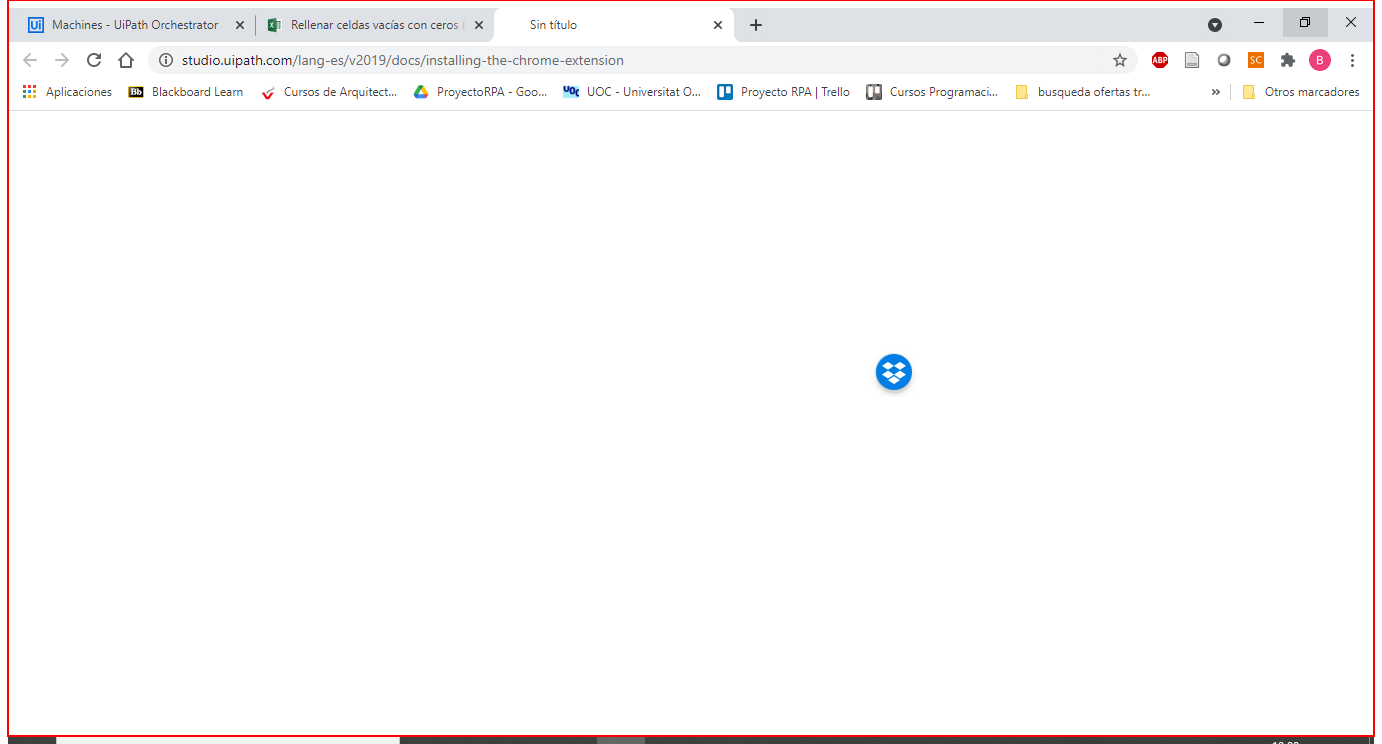 Ui Machines - UiPath Orchestrator Rellenar celdas vacías con ceros ( Sin título
studio.uipath.com/lang-es/v2019/docs/installing-the-chrome-extension ABP SC B
Aplicaciones Bb Blackboard Learn Cursos de Arquitect... ProyectoRPA - Goo... UOC UOC - Universitat O... Proyecto RPA | Trello Cursos Programaci... busqueda ofertas tr... » Otros marcadores